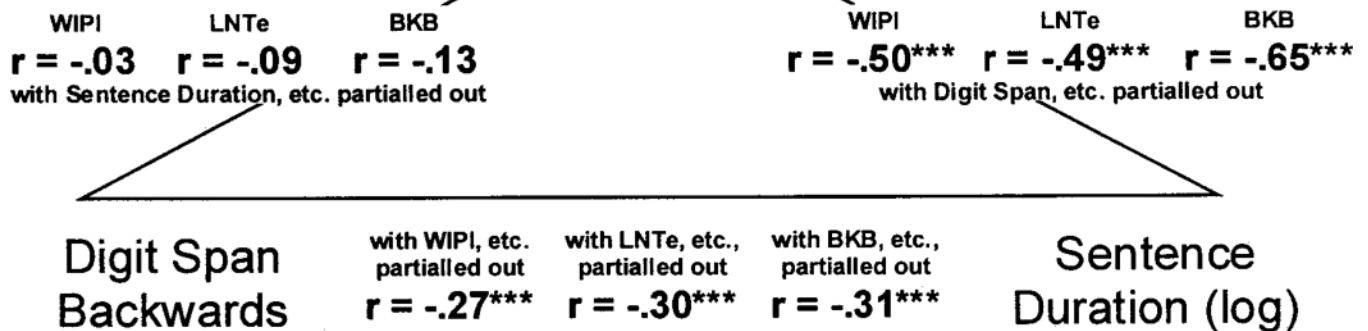 WIPI LNTe BKB
r = -.03 r = -.09 r = -.13
with Sentence Duration, etc. partialled out
WIPI LNTe BKB
r = -.50*** r = -.49*** r = -.65***
with Digit Span, etc. partialled out
Digit Span
Backwards
with WIPI, etc.
partialled out
r = -.27***
with LNTe, etc.,
partialled out
r = -.30***
with BKB, etc.,
partialled out
r = -.31***
Sentence
Duration (log)